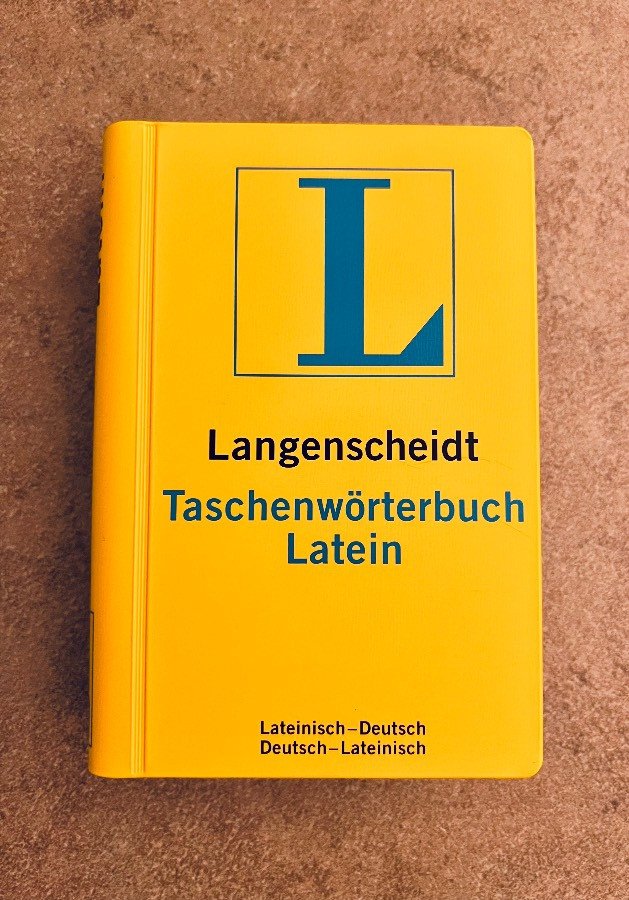 L
Langenscheidt
Taschenwörterbuch
Latein
Lateinisch–Deutsch
Deutsch–Lateinisch